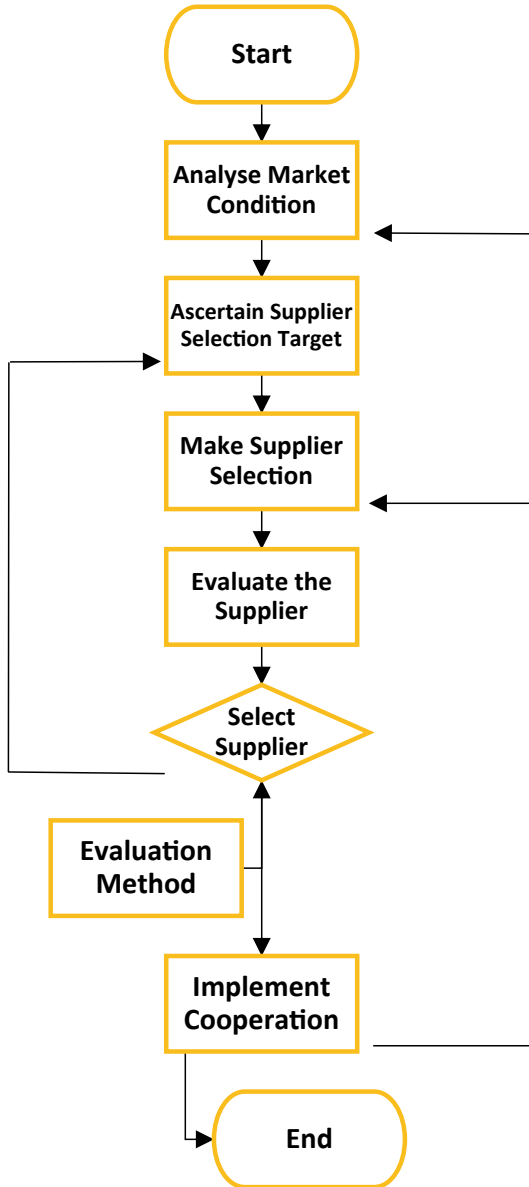 Start
Analyse Market
Condition
Ascertain Supplier
Selection Target
Make Supplier
Selection
Evaluate the
Supplier
Select
Supplier
Evaluation
Method
Implement
Cooperation
End